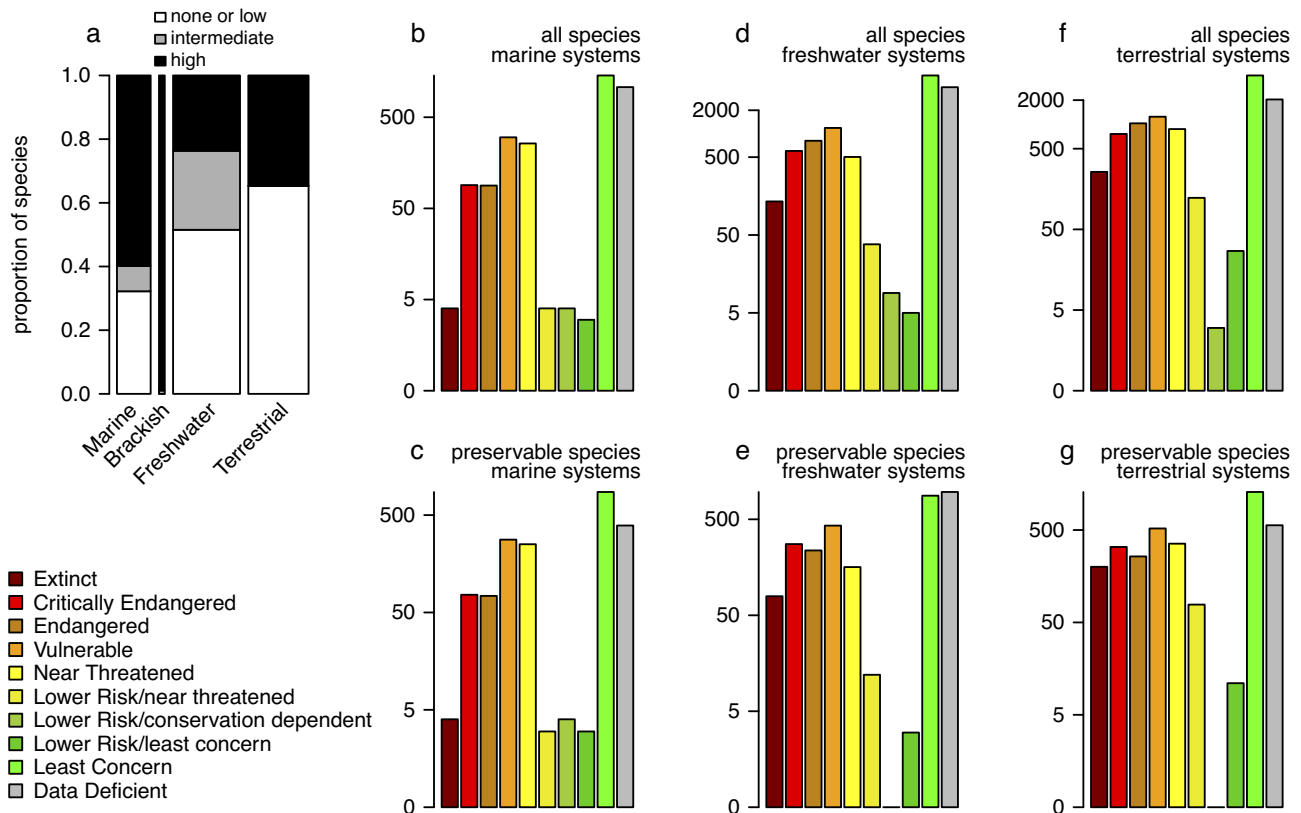 a
none or low
intermediate
high
proportion of species
1.0
0.8
0.6
0.4
0.2
0.0
Marine
Brackish
Freshwater
Terrestrial
b
all species
marine systems
500
50
5
0
d
all species
freshwater systems
2000
500
50
5
0
f
all species
terrestrial systems
2000
500
50
5
0
c
preservable species
marine systems
500
50
5
0
e
preservable species
freshwater systems
500
50
5
0
g
preservable species
terrestrial systems
500
50
5
0
Extinct
Critically Endangered
Endangered
Vulnerable
Near Threatened
Lower Risk/near threatened
Lower Risk/conservation dependent
Lower Risk/least concern
Least Concern
Data Deficient